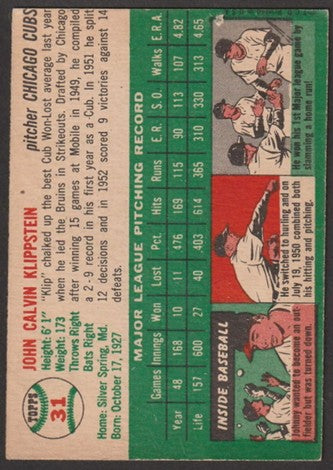 TOPPS
31
JOHN CALVIN KLIPPSTEIN pitcher CHICAGO CUBS
Height: 6'1"
Weight: 173
Throws Right
Bats Right
Home: Silver Spring, Md.
Born: October 17, 1927
"Klip" chalked up the best Cub Won-Lost average last year
when he led the Bruins in Strikeouts. Drafted by Chicago
after winning 15 games at Mobile in 1949, he compiled
a 2 - 9 record in his first year as a Cub. In 1951 he split
12 decisions and in 1952 scored 9 victories against 14
defeats.
MAJOR LEAGUE PITCHING RECORD
Games Innings Won Lost Pct. Hits Runs E.R. S.O. Walks E.R.A.
Year 48 168 10 11 476 169 115 90 113 107 4.82
Life 157 600 27 40 403 614 365 310 330 313 4.65
INSIDE BASEBALL
Johnny wanted to be an out-
fielder but was turned down.
He switched to hurling and on
July 19, 1950 combined both
He won his 1st Major league game by
slamming a home run!